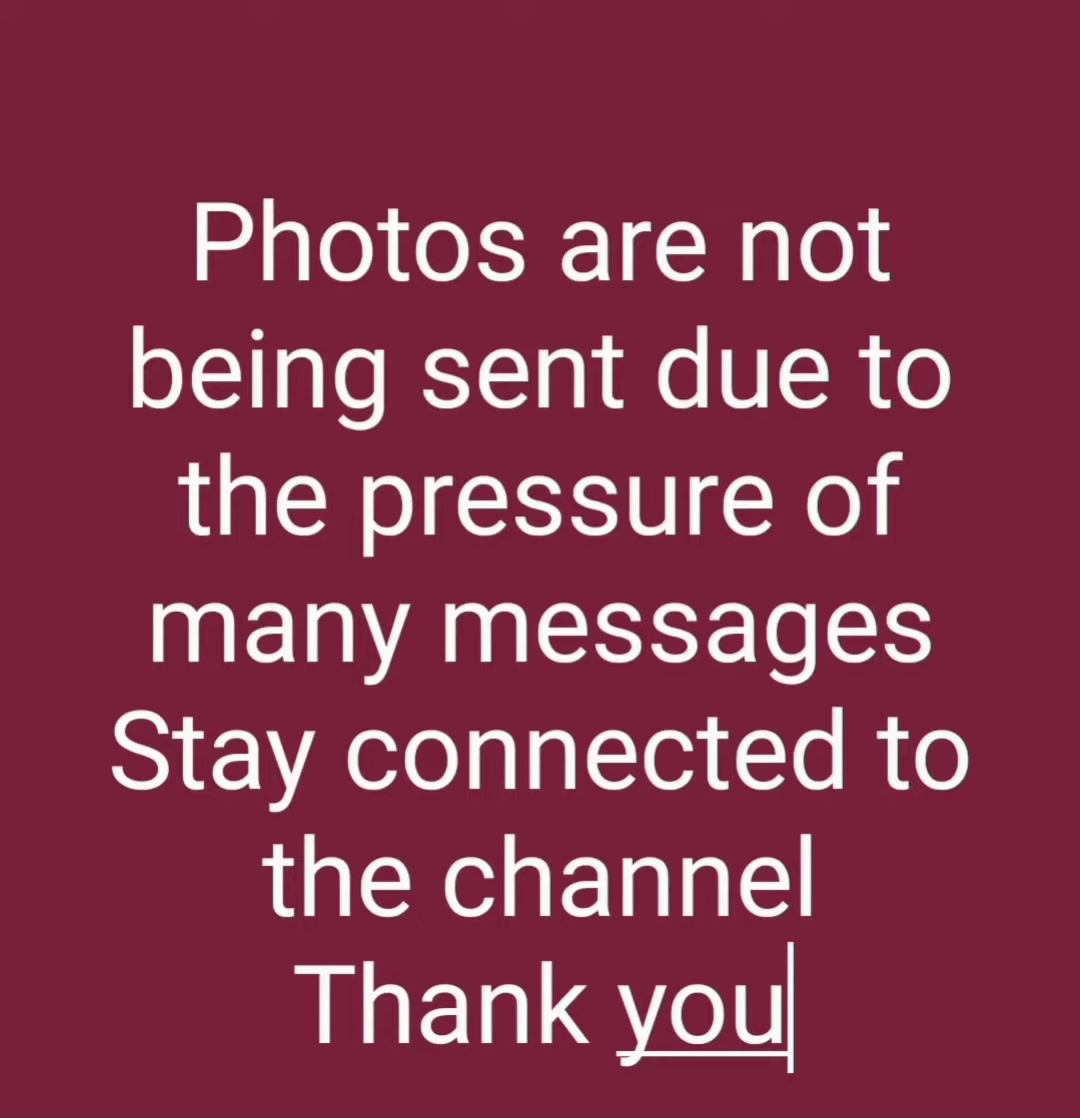 Photos are not
being sent due to
the pressure of
many messages
Stay connected to
the channel
Thank you